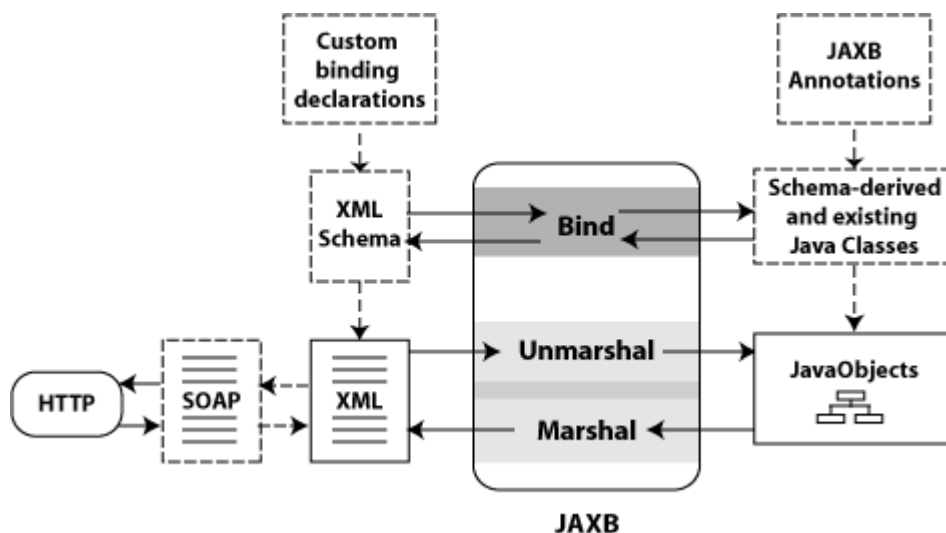 Custom
binding
declarations
JAXB
Annotations
XML
Schema
Bind
Schema-derived
and existing
Java Classes
HTTP
SOAP
XML
Unmarshal
Marshal
JavaObjects
JAXB